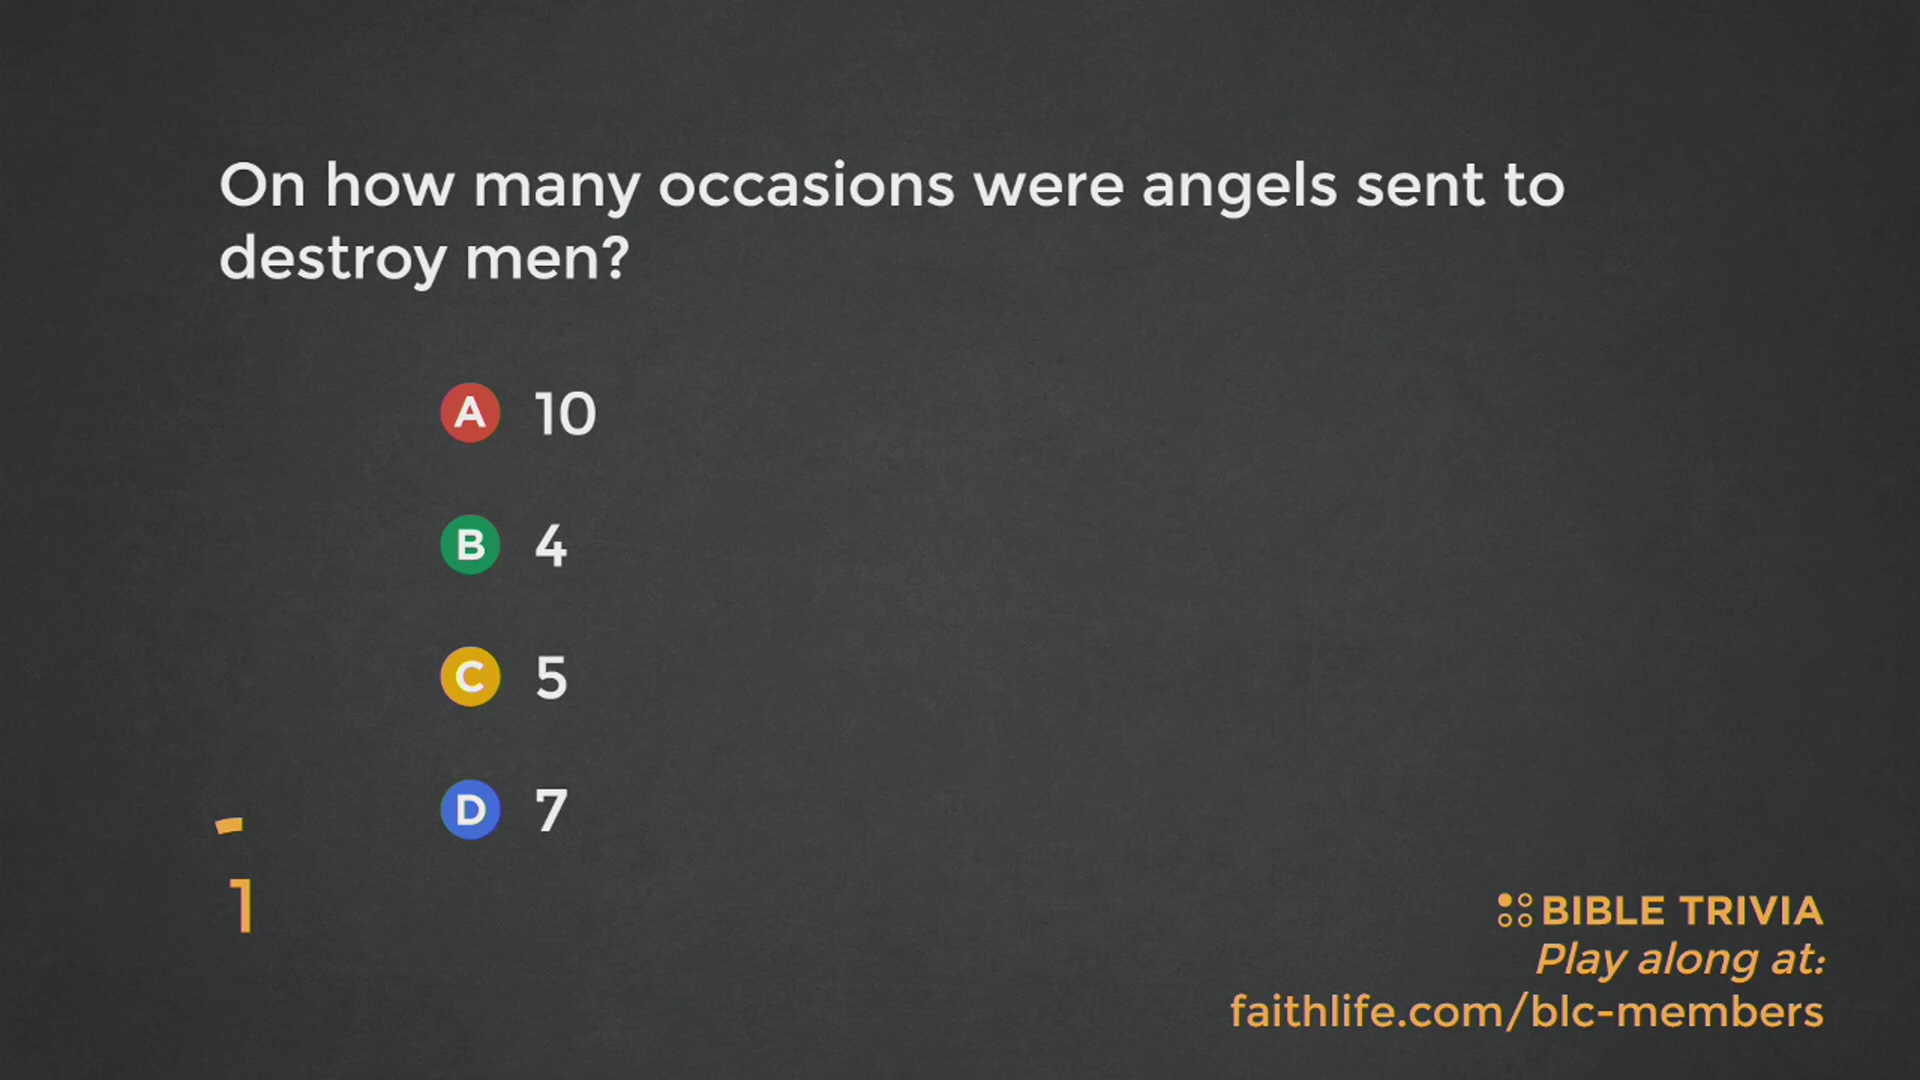 On how many occasions were angels sent to
destroy men?
A 10
B 4
C 5
D 7
1
BIBLE TRIVIA
Play along at:
faithlife.com/blc-members